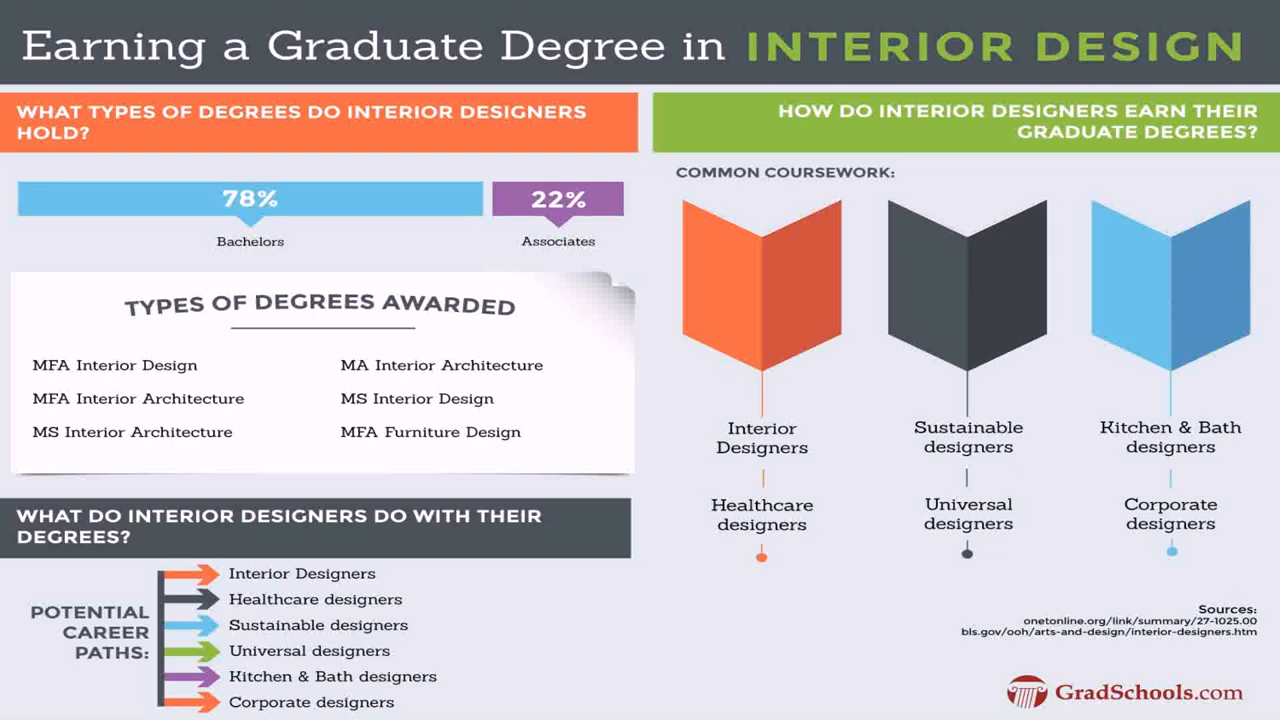 Earning a Graduate Degree in INTERIOR DESIGN
WHAT TYPES OF DEGREES DO INTERIOR DESIGNERS
HOLD?
78%
22%
Bachelors
Associates
TYPES OF DEGREES AWARDED
MFA Interior Design
MFA Interior Architecture
MS Interior Architecture
MA Interior Architecture
MS Interior Design
MFA Furniture Design
WHAT DO INTERIOR DESIGNERS DO WITH THEIR
DEGREES?
POTENTIAL
CAREER
PATHS:
Interior Designers
Healthcare designers
Sustainable designers
Universal designers
Kitchen & Bath designers
Corporate designers
HOW DO INTERIOR DESIGNERS EARN THEIR
GRADUATE DEGREES?
COMMON COURSEWORK:
Interior
Designers
Healthcare
designers
Sustainable
designers
Universal
designers
Kitchen & Bath
designers
Corporate
designers
Sources:
onetonline.org/link/summary/27-1025.00
bls.gov/ooh/arts-and-design/interior-designers.htm
GradSchools.com